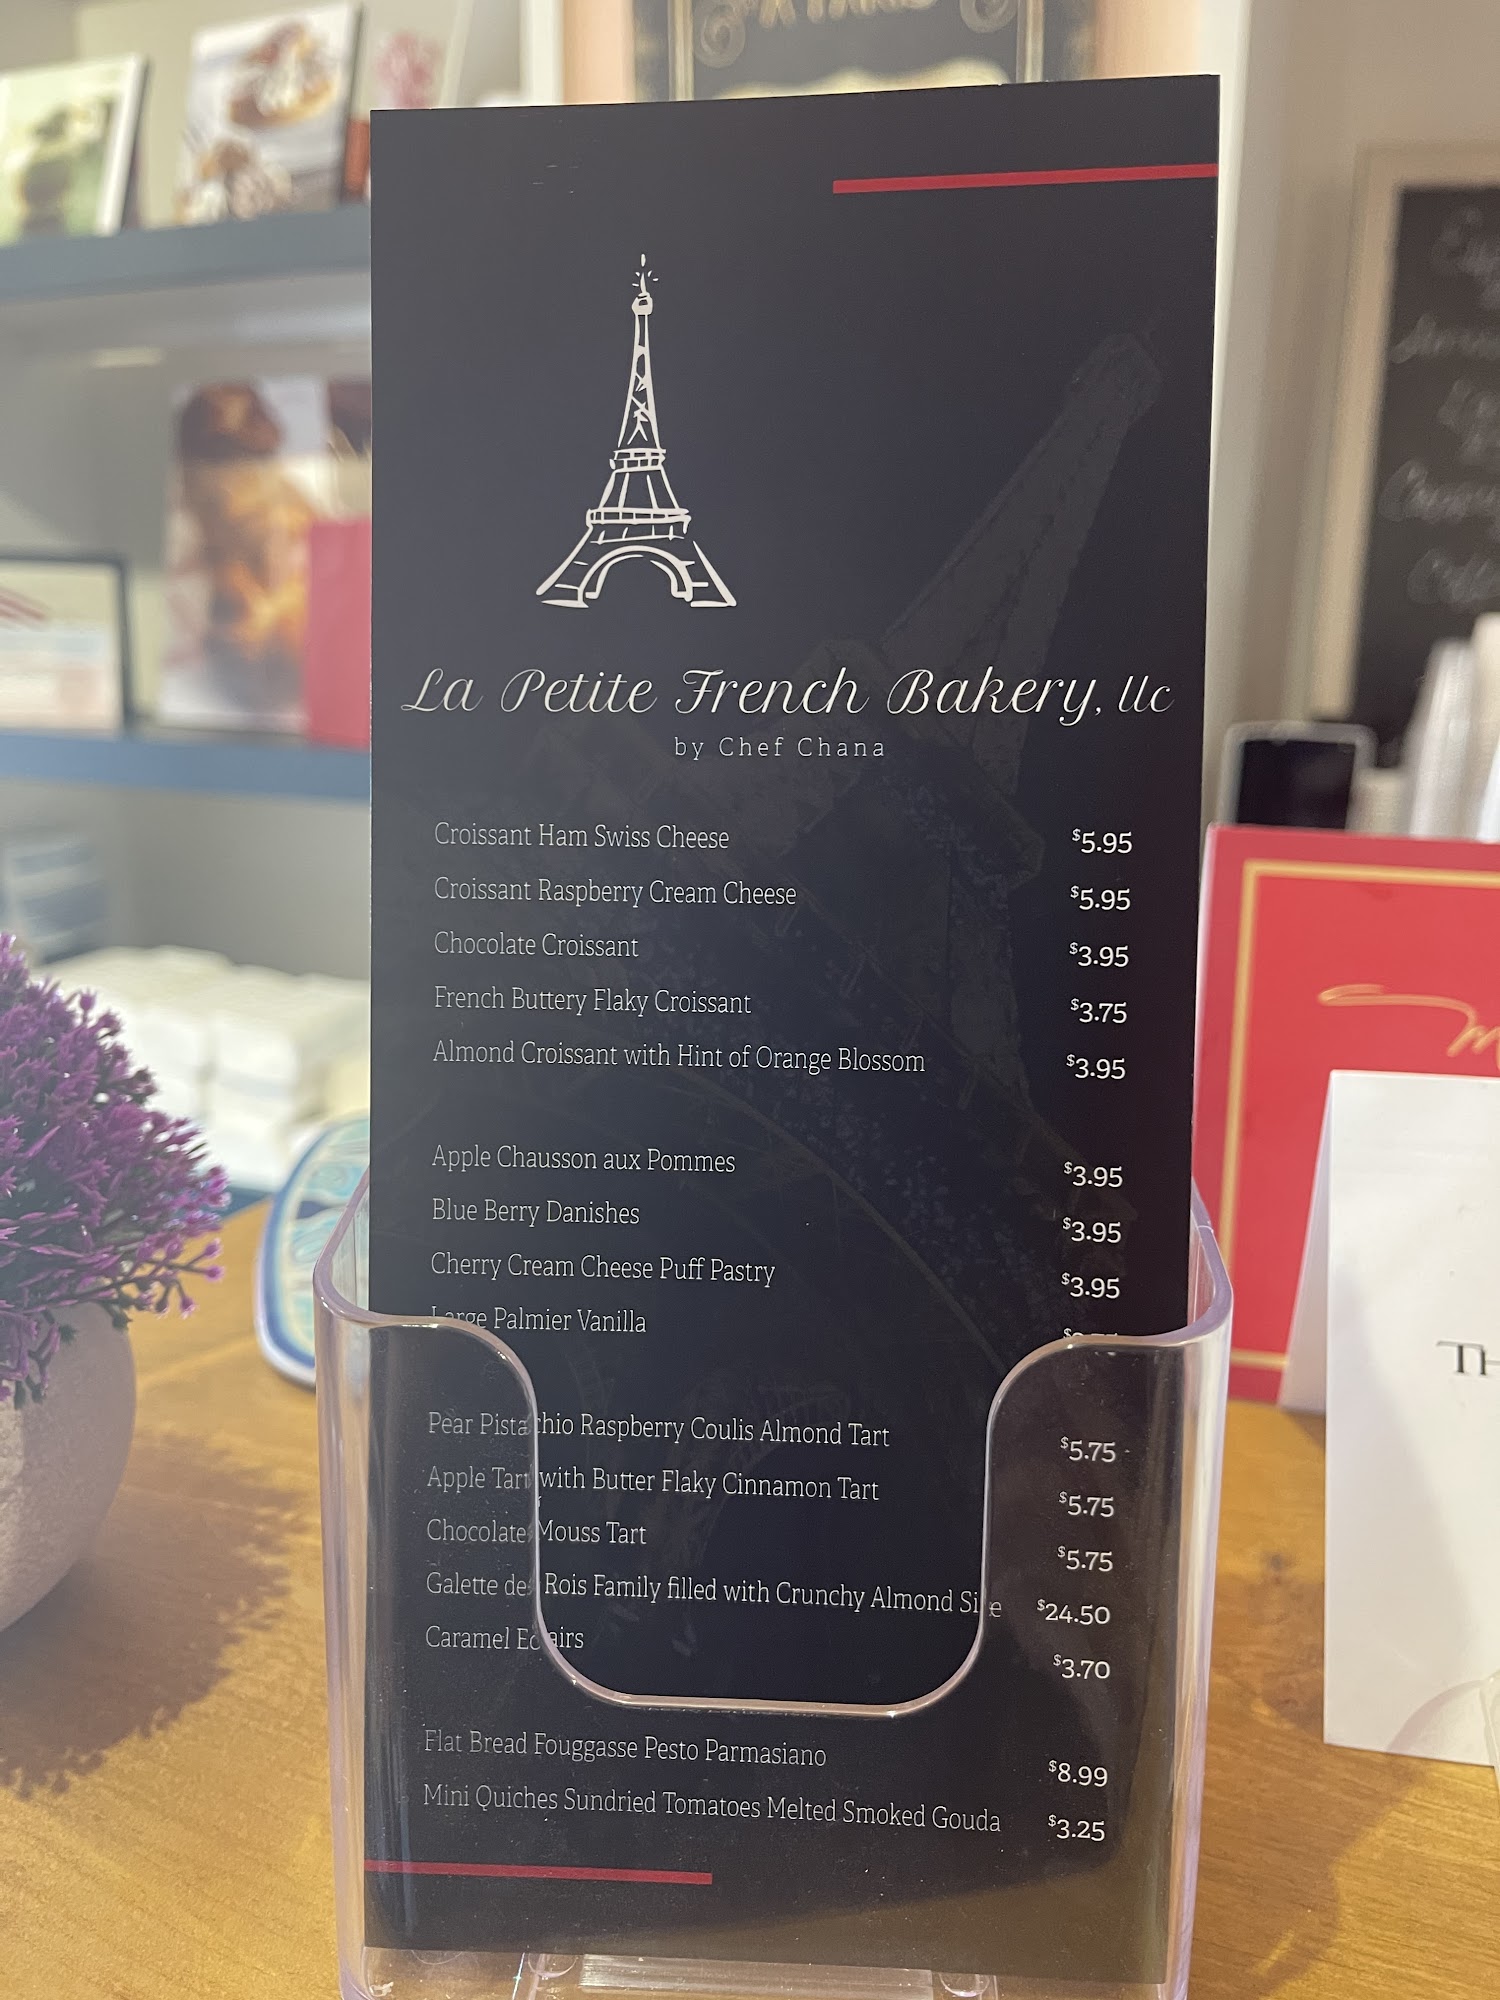 La Petite French Bakery, llc
by Chef Chana
Croissant Ham Swiss Cheese $5.95
Croissant Raspberry Cream Cheese $5.95
Chocolate Croissant $3.95
French Buttery Flaky Croissant $3.75
Almond Croissant with Hint of Orange Blossom $3.95
Apple Chausson aux Pommes $3.95
Blue Berry Danishes $3.95
Cherry Cream Cheese Puff Pastry $3.95
Large Palmier Vanilla
Pear Pistachio Raspberry Coulis Almond Tart $5.75
Apple Tart with Butter Flaky Cinnamon Tart $5.75
Chocolate Mouss Tart $5.75
Galette des Rois Family filled with Crunchy Almond Size $24.50
Caramel Eclairs $3.70
Flat Bread Fouggasse Pesto Parmasiano $8.99
Mini Quiches Sundried Tomatoes Melted Smoked Gouda $3.25
TH